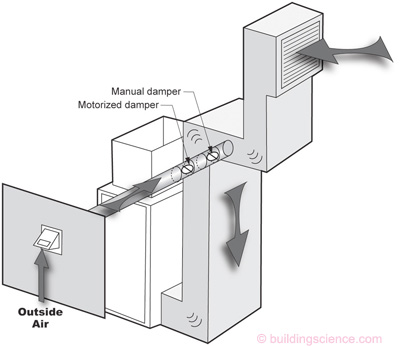 Manual damper
Motorized damper
Outside
Air
© buildingscience.com